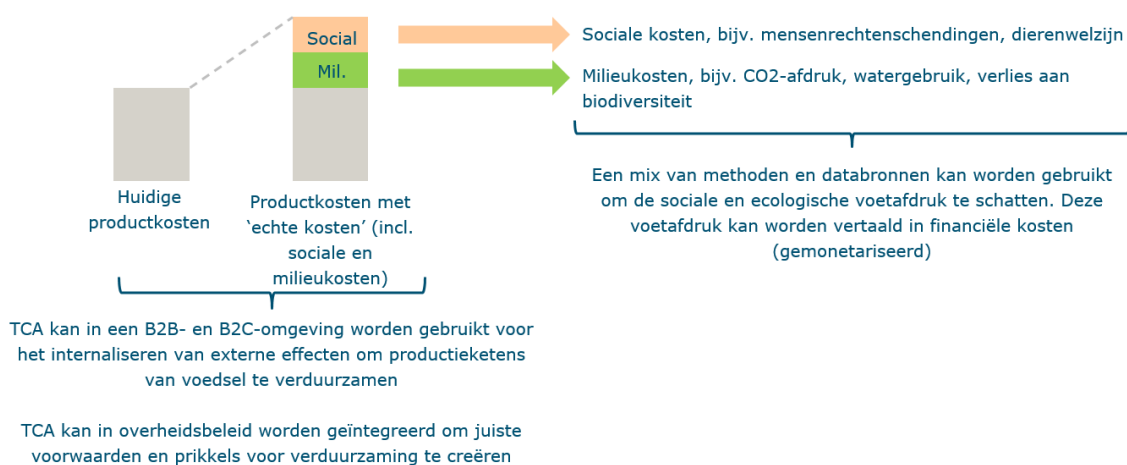 Social
Mil.
Huidige
productkosten
Productkosten met
‘echte kosten’ (incl.
sociale en
milieukosten)
Sociale kosten, bijv. mensenrechtenschendingen, dierenwelzijn
Milieukosten, bijv. CO2-afdruk, watergebruik, verlies aan
biodiversiteit
Een mix van methoden en databronnen kan worden gebruikt
om de sociale en ecologische voetafdruk te schatten. Deze
voetafdruk kan worden vertaald in financiële kosten
(gemonetariseerd)
TCA kan in een B2B- en B2C-omgeving worden gebruikt voor
het internaliseren van externe effecten om productieketens
van voedsel te verduurzamen
TCA kan in overheidsbeleid worden geïntegreerd om juiste
voorwaarden en prikkels voor verduurzaming te creëren